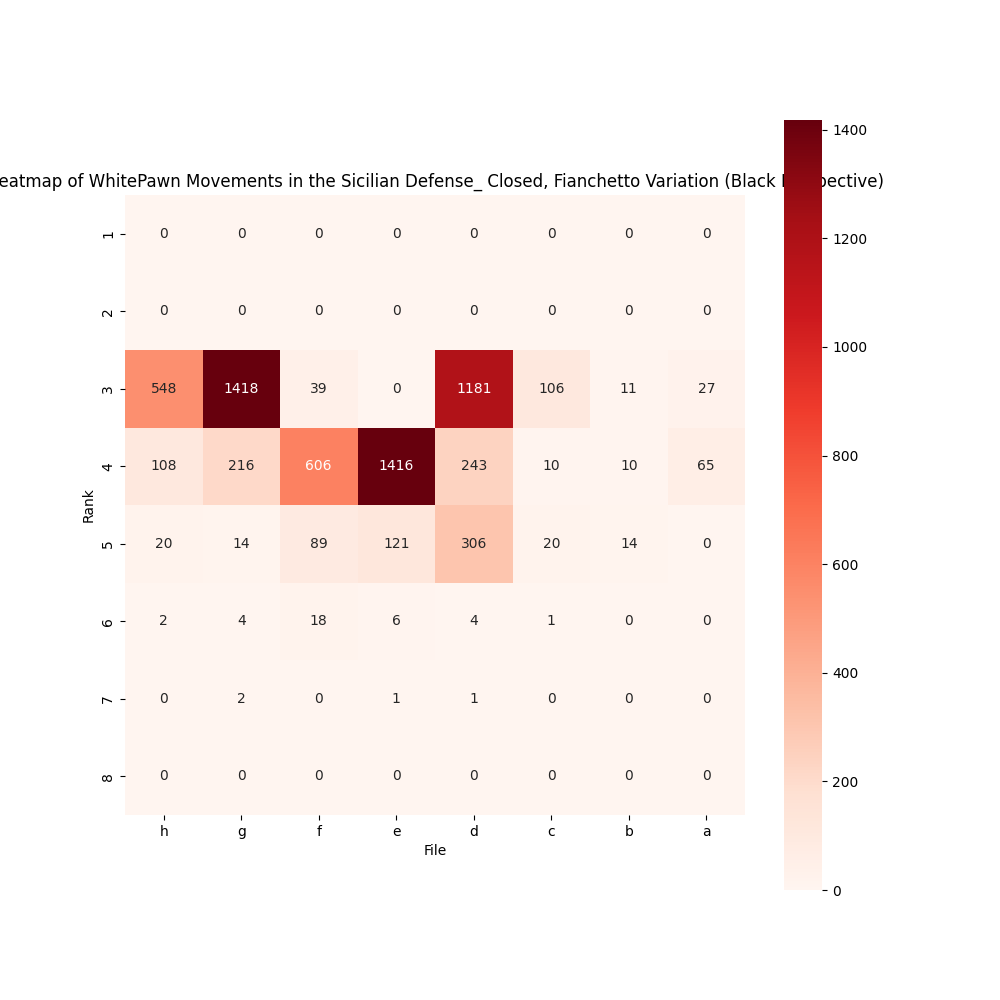 eatmap of WhitePawn Movements in the Sicilian Defense_ Closed, Fianchetto Variation (Black Perspective)
Rank
1 0 0 0 0 0 0 0 0
2 0 0 0 0 0 0 0 0
3 548 1418 39 0 1181 106 11 27
4 108 216 606 1416 243 10 10 65
5 20 14 89 121 306 20 14 0
6 2 4 18 6 4 1 0 0
7 0 2 0 1 1 0 0 0
8 0 0 0 0 0 0 0 0
h g f e d c b a
File
1400
1200
1000
800
600
400
200
0